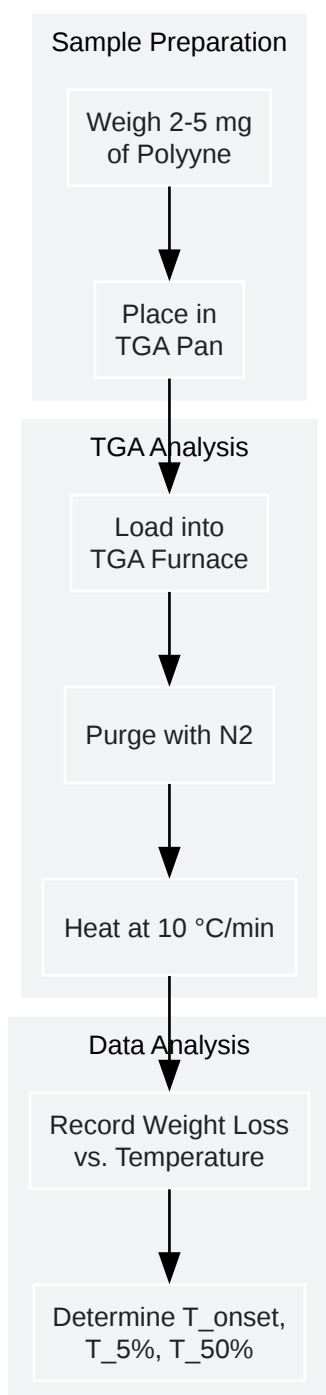 Sample Preparation
Weigh 2-5 mg
of Polyyne
Place in
TGA Pan
TGA Analysis
Load into
TGA Furnace
Purge with N2
Heat at 10 °C/min
Data Analysis
Record Weight Loss
vs. Temperature
Determine T_onset,
T_5%, T_50%